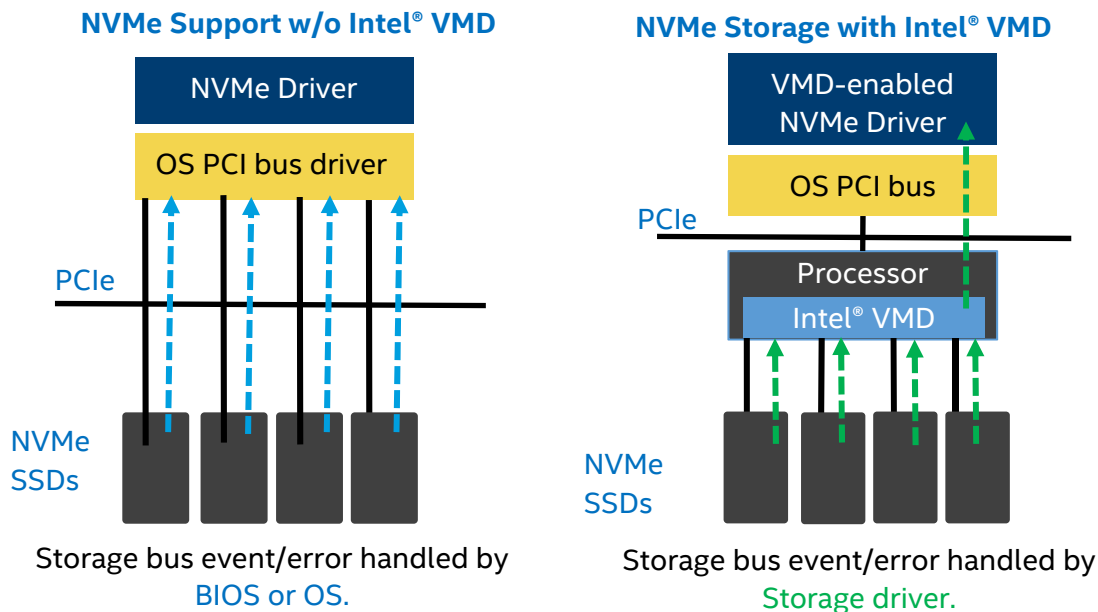 NVMe Support w/o Intel® VMD
NVMe Driver
OS PCI bus driver
PCIe
NVMe
SSDs
Storage bus event/error handled by
BIOS or OS.
NVMe Storage with Intel® VMD
VMD-enabled
NVMe Driver
OS PCI bus
PCIe
Processor
Intel® VMD
NVMe
SSDs
Storage bus event/error handled by
Storage driver.